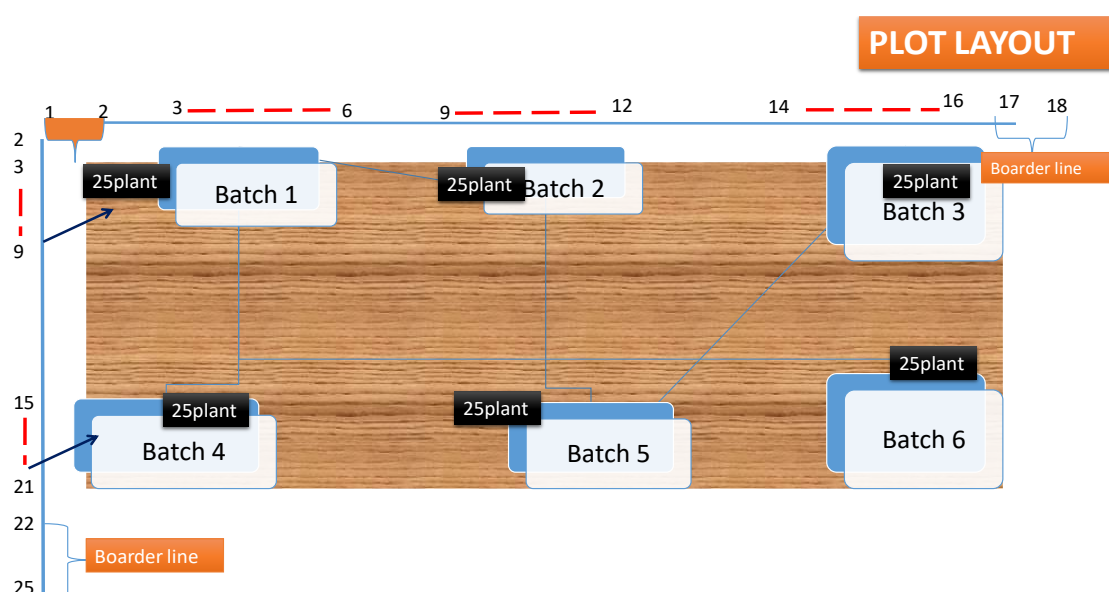 PLOT LAYOUT
1 2 3 6 9 12 14 16 17 18
2
3
9
15
21
22
25
Boarder line
25plant
Batch 1
25plant
Batch 2
25plant
Batch 3
25plant
Batch 4
25plant
Batch 5
25plant
Batch 6
Boarder line